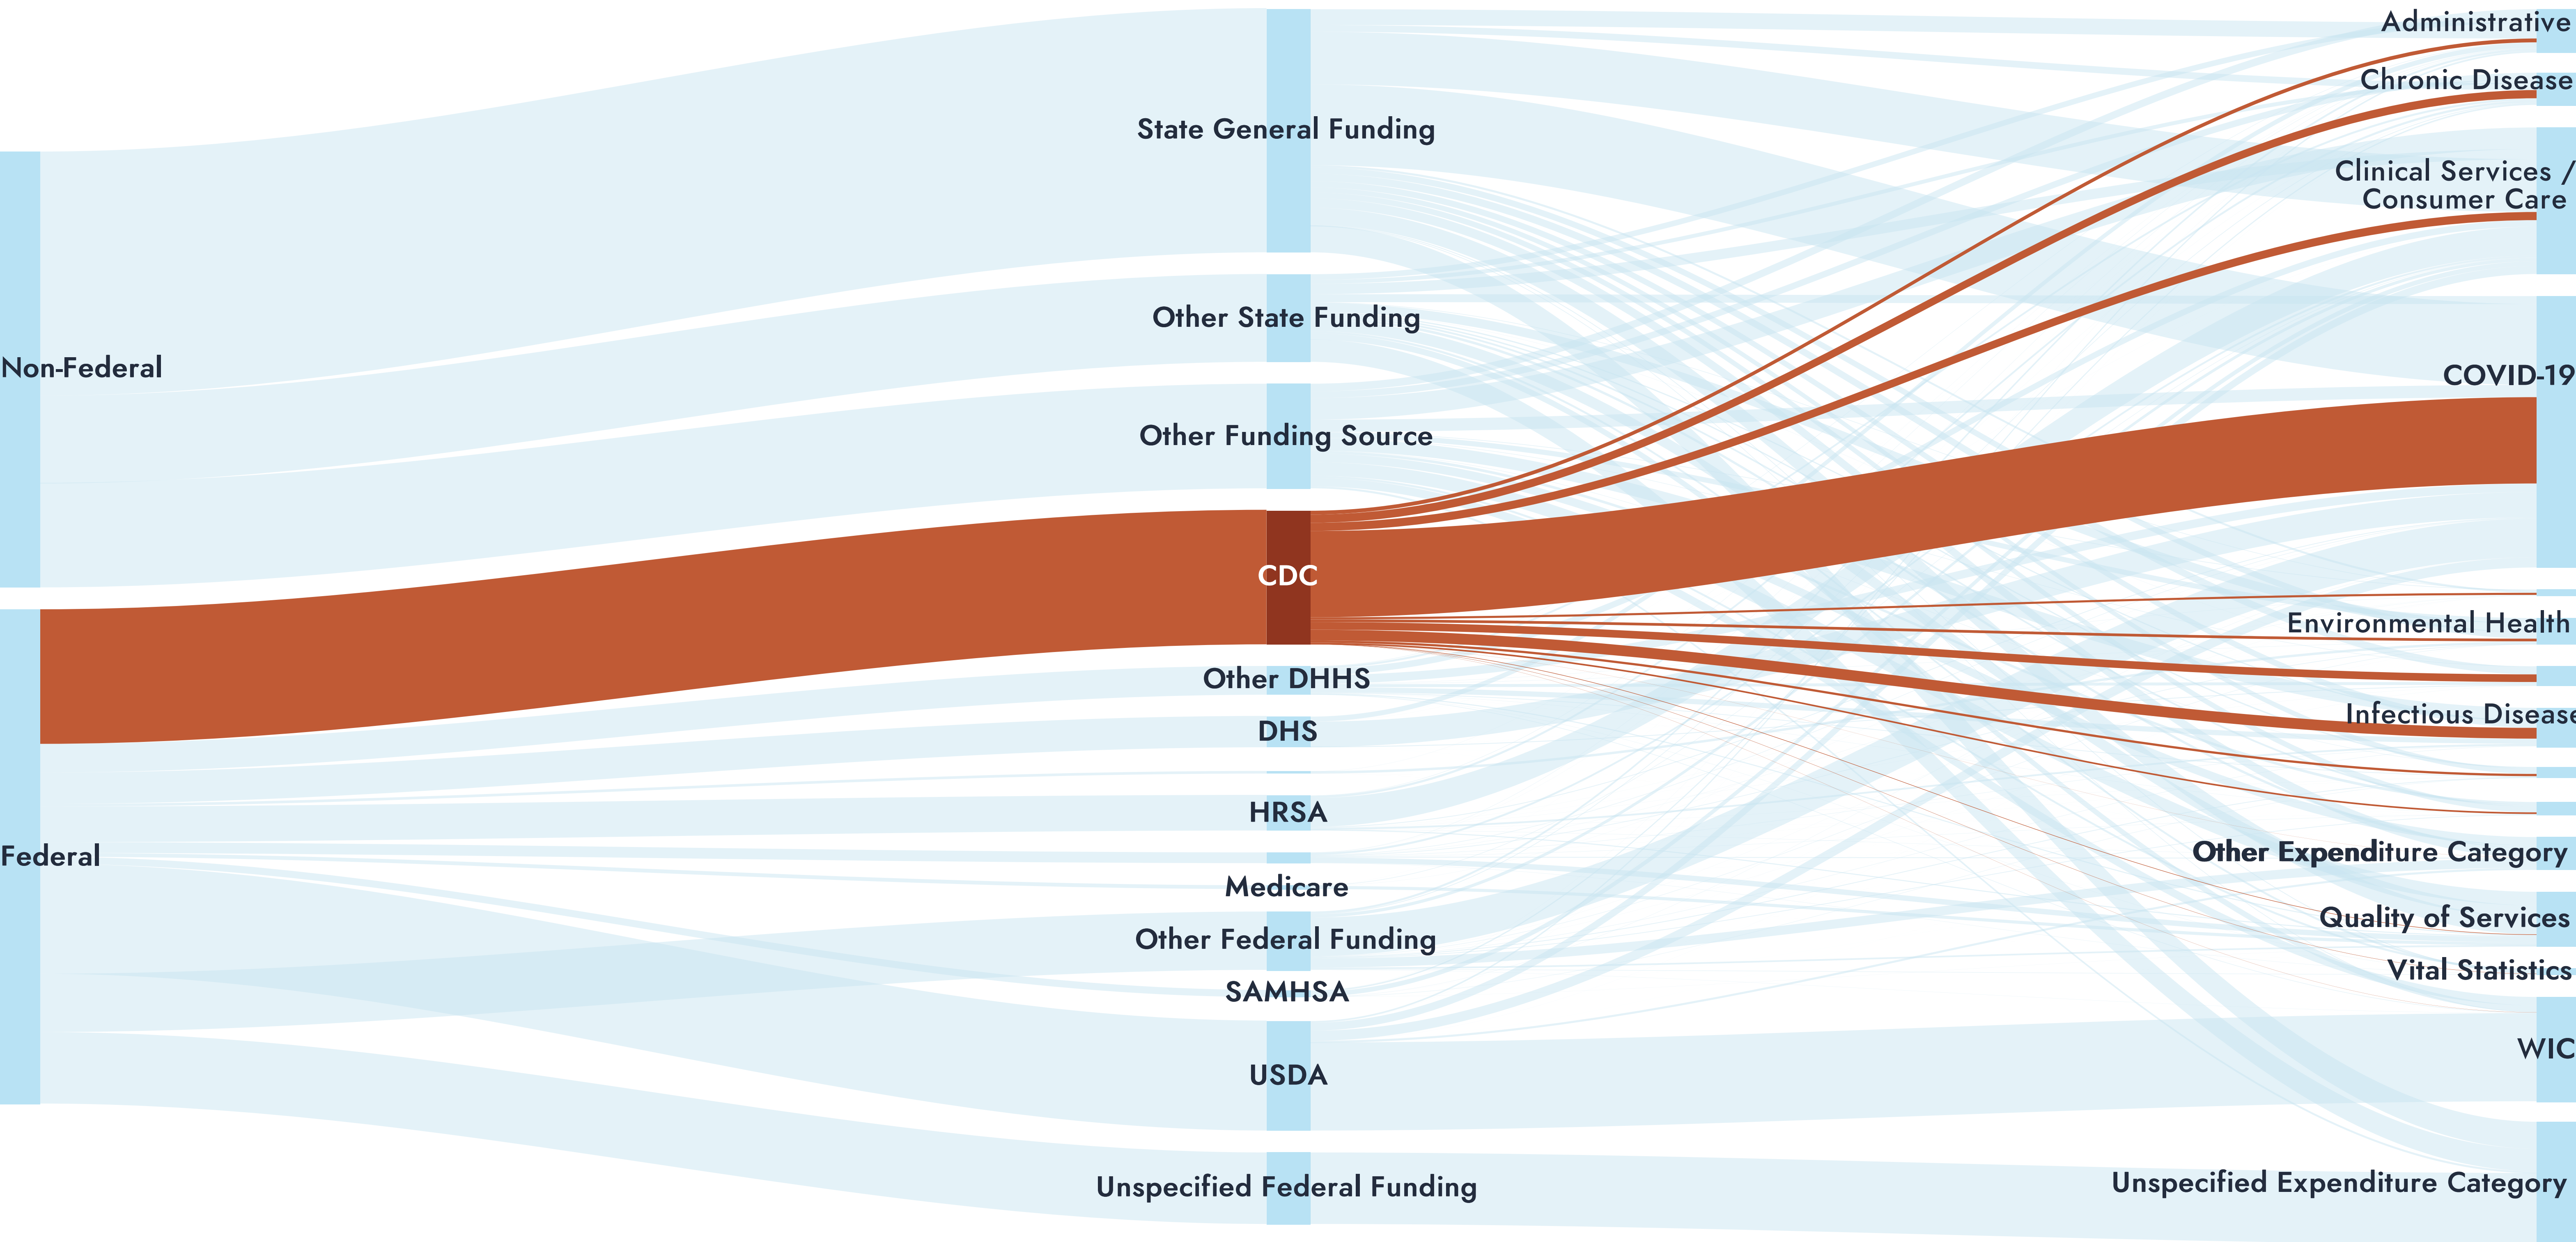 Non-Federal
Federal
State General Funding
Other State Funding
Other Funding Source
CDC
Other DHHS
DHS
HRSA
Medicare
Other Federal Funding
SAMHSA
USDA
Unspecified Federal Funding
Administrative
Chronic Disease
Clinical Services /
Consumer Care
COVID-19
Environmental Health
Infectious Disease
Other Expenditure Category
Quality of Services
Vital Statistics
WIC
Unspecified Expenditure Category